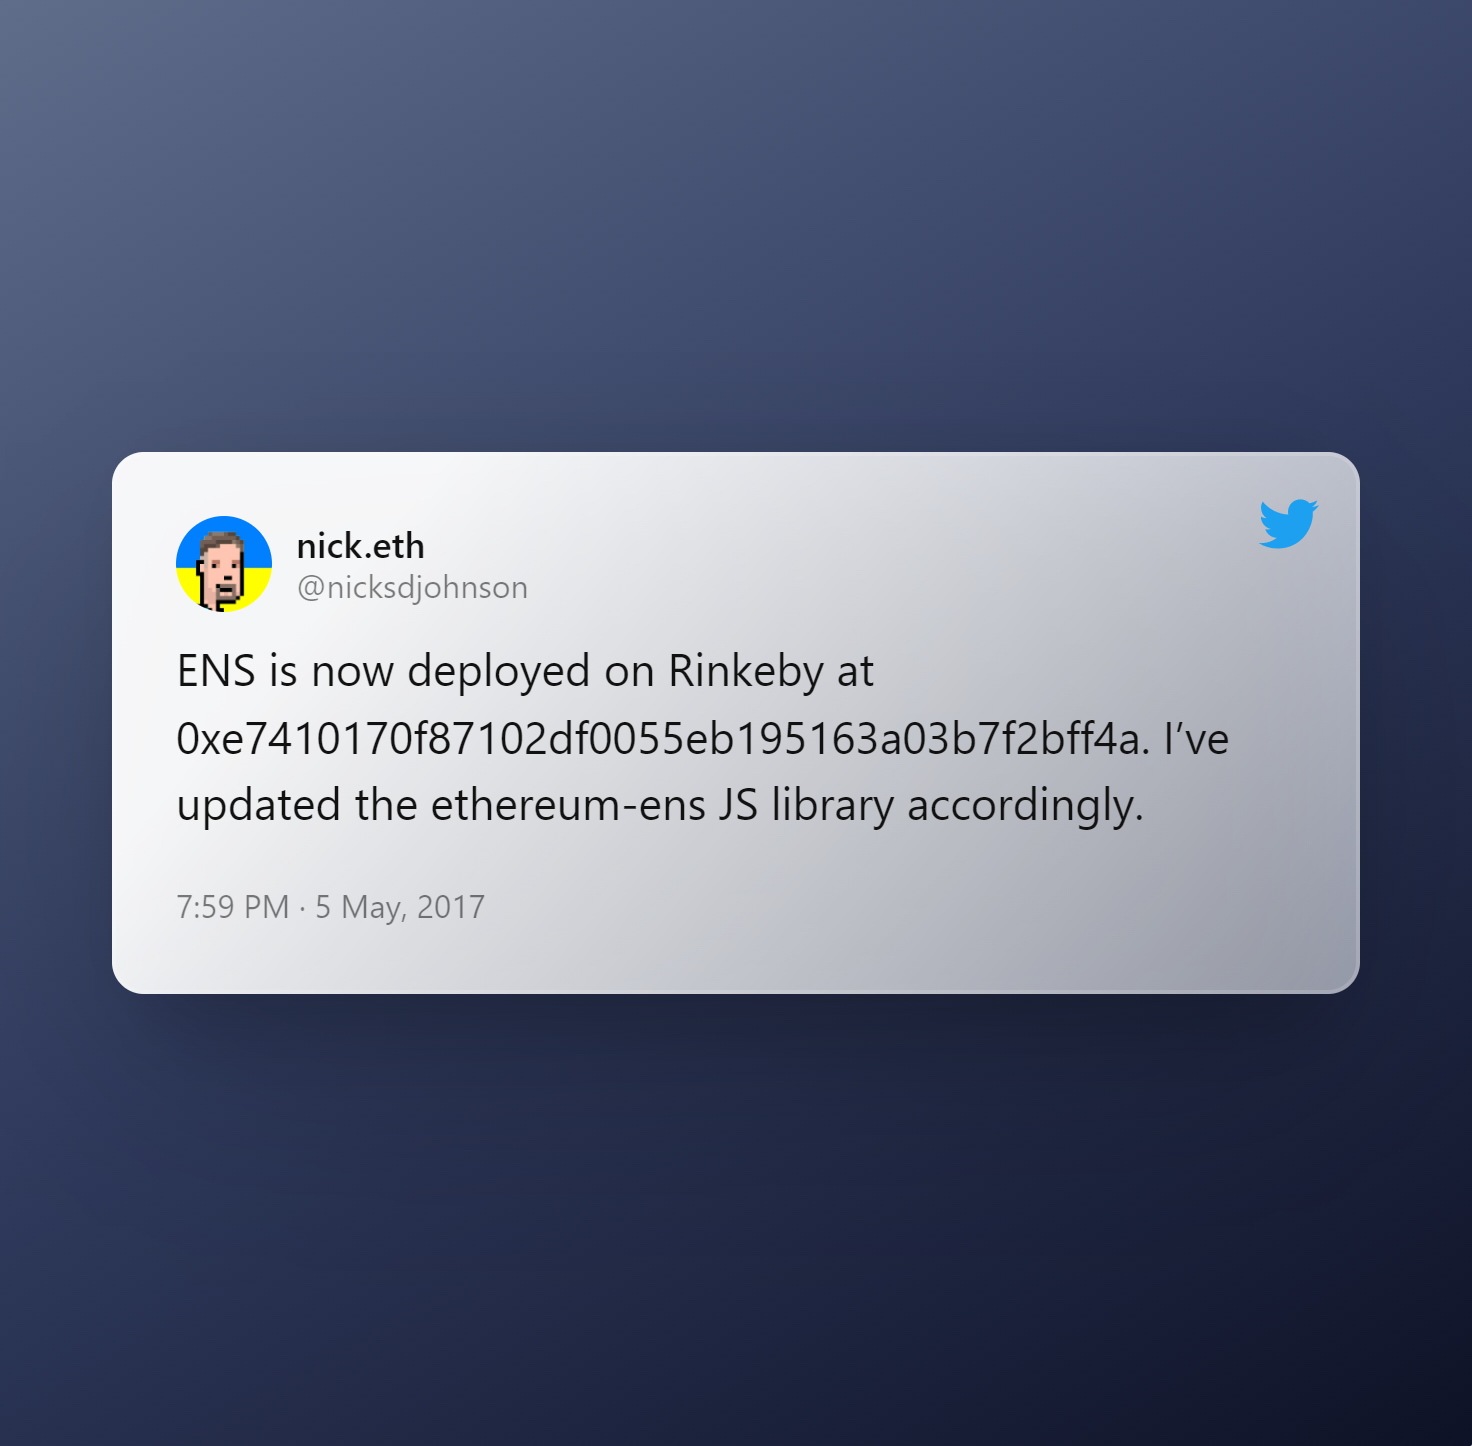 nick.eth
@nicksdjohnson
ENS is now deployed on Rinkeby at
0xe7410170f87102df0055eb195163a03b7f2bff4a. I’ve
updated the ethereum-ens JS library accordingly.
7:59 PM · 5 May, 2017